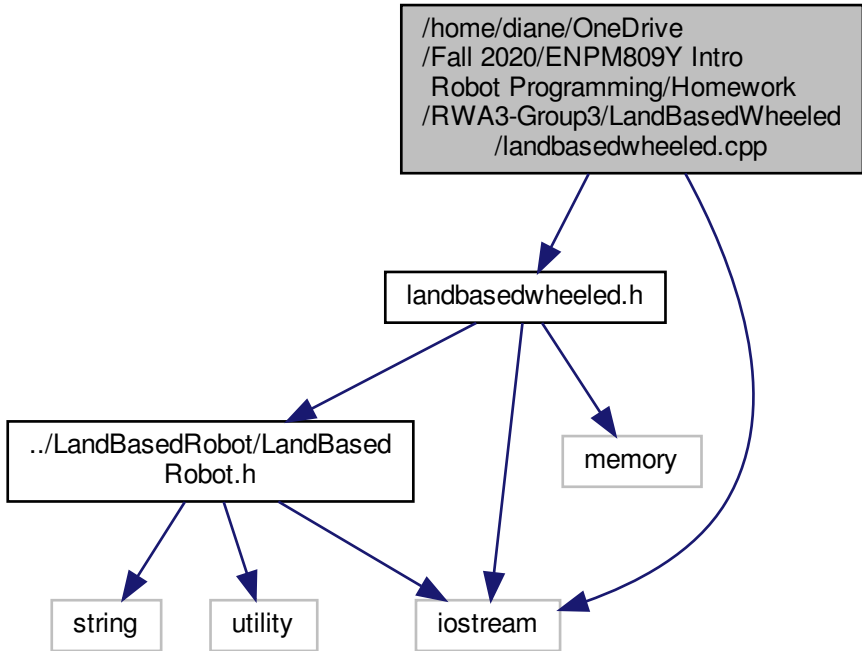 /home/diane/OneDrive
/Fall 2020/ENPM809Y Intro
Robot Programming/Homework
/RWA3-Group3/LandBasedWheeled
/landbasedwheeled.cpp
landbasedwheeled.h
../LandBasedRobot/LandBased
Robot.h
memory
string
utility
iostream